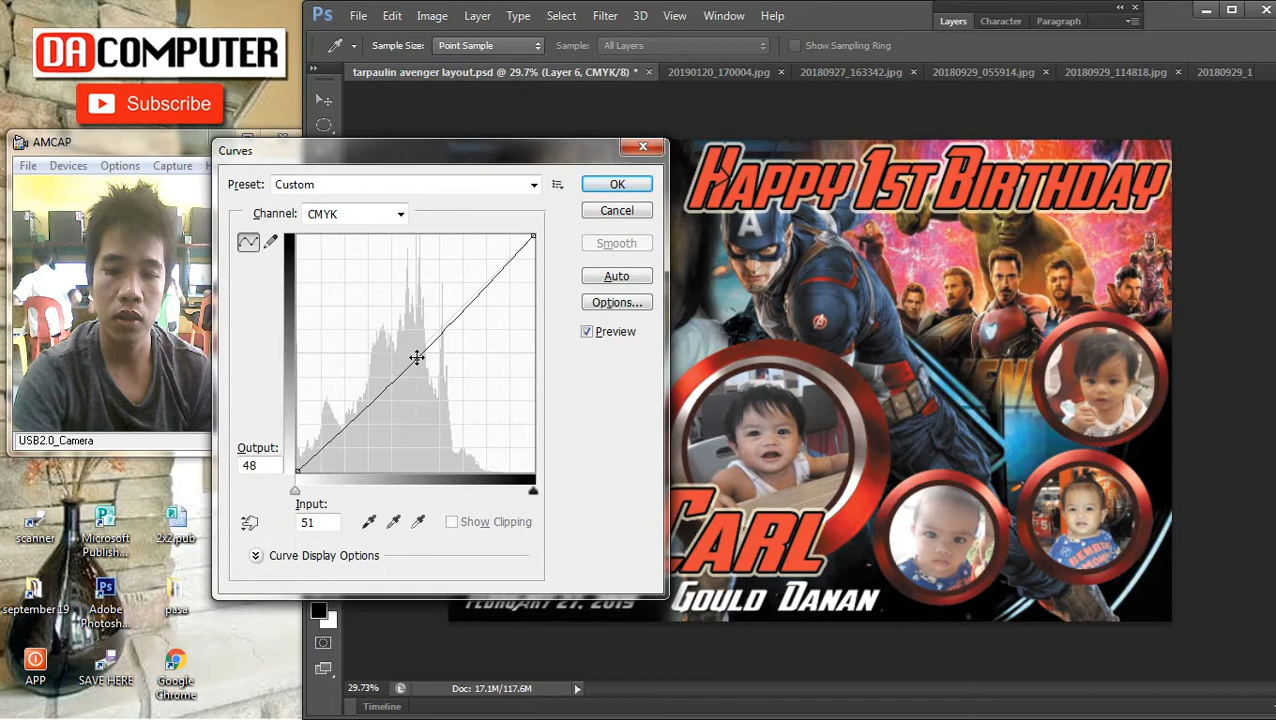 DA COMPUTER
Subscribe
AMCAP
File Devices Options Capture H
USB2.0_Camera
scanner
Microsoft Publish...
2x2.pub
september 19
Adobe Photosh...
pasa
APP
SAVE HERE
Google Chrome
Ps File Edit Image Layer Type Select Filter 3D View Window Help
Layers Character Paragraph
Sample Size: Point Sample Sample: All Layers Show Sampling Ring
tarpaulin avenger layout.psd @ 29.7% (Layer 6, CMYK/8) * 20190120_170004.jpg 20180927_163342.jpg 20180929_055914.jpg 20180929_114818.jpg 20180929_1
Curves
Preset: Custom
OK
Channel: CMYK
Cancel
Smooth
Auto
Options...
Preview
Output:
48
Input:
51
Show Clipping
Curve Display Options
HAPPY 1ST BIRTHDAY
A
CARL
GOULD DANAN
FEBRUARY 27, 2019
29.73% Doc: 17.1M/117.6M
Timeline